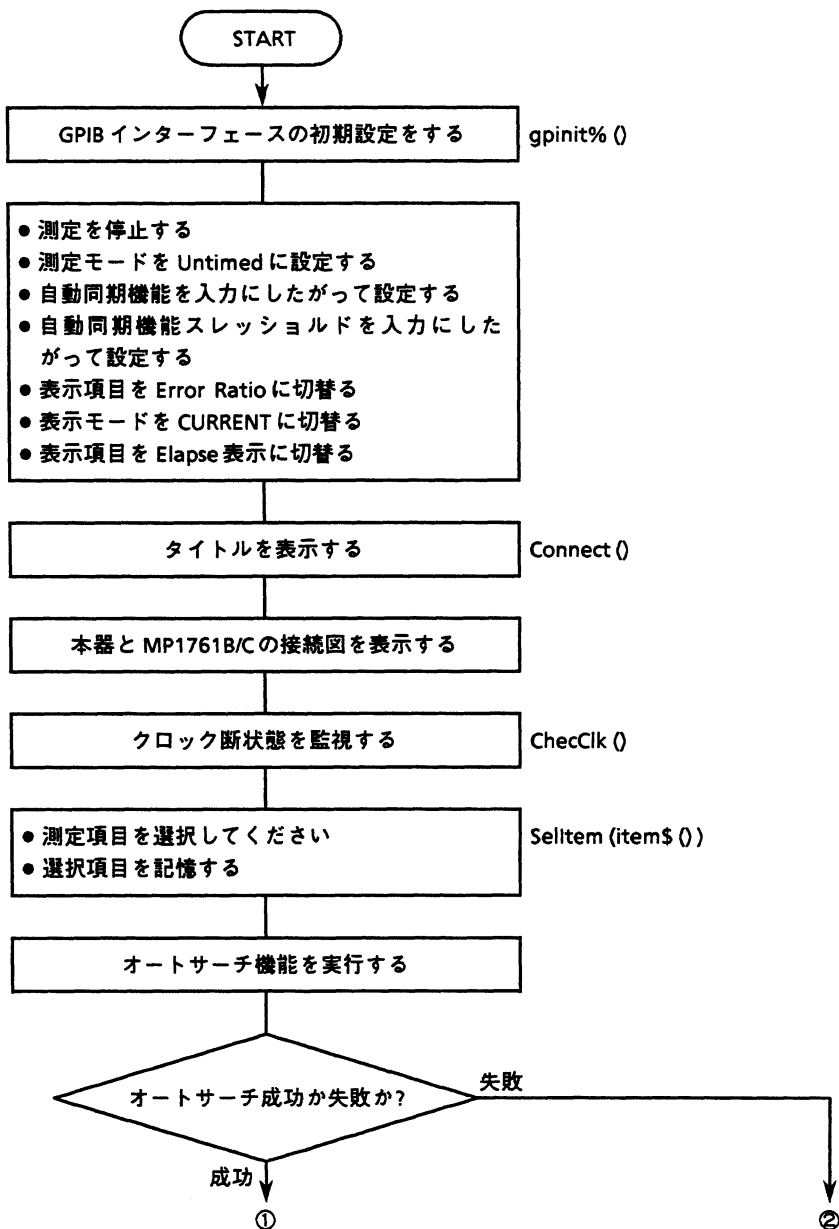 START
GPIB インターフェースの初期設定をする
gpinit% ()
● 測定を停止する
● 測定モードを Untimed に設定する
● 自動同期機能を入力にしたがって設定する
● 自動同期機能スレッショルドを入力にした
がって設定する
● 表示項目を Error Ratio に切替る
● 表示モードを CURRENT に切替る
● 表示項目を Elapse 表示に切替る
タイトルを表示する
Connect ()
本器と MP1761B/C の接続図を表示する
クロック断状態を監視する
ChecClk ()
● 測定項目を選択してください
● 選択項目を記憶する
SelItem (item$ () )
オートサーチ機能を実行する
オートサーチ成功か失敗か?
失敗
成功
①
②